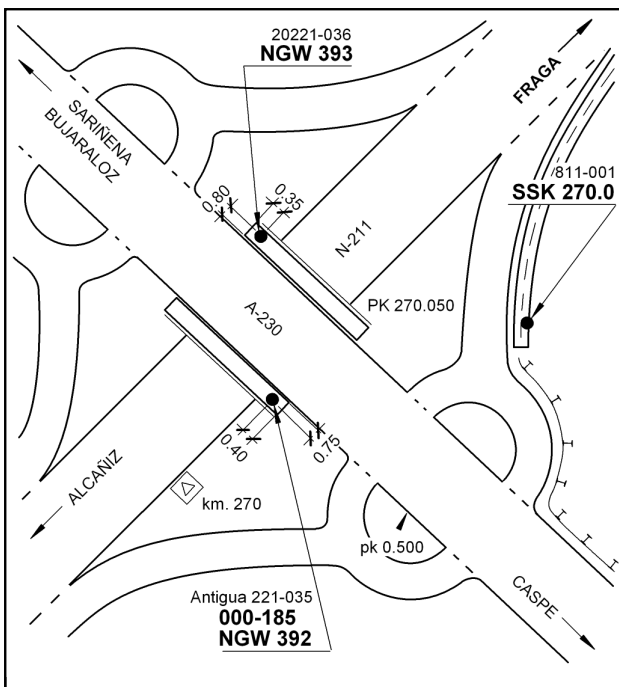 20221-036
NGW 393
FRAGA
SARIÑENA
BUJARALOZ
811-001
SSK 270.0
0.80
0.35
N-211
PK 270.050
A-230
0.40
0.75
ALCAÑIZ
km. 270
pk 0.500
Antigua 221-035
000-185
NGW 392
CASPE